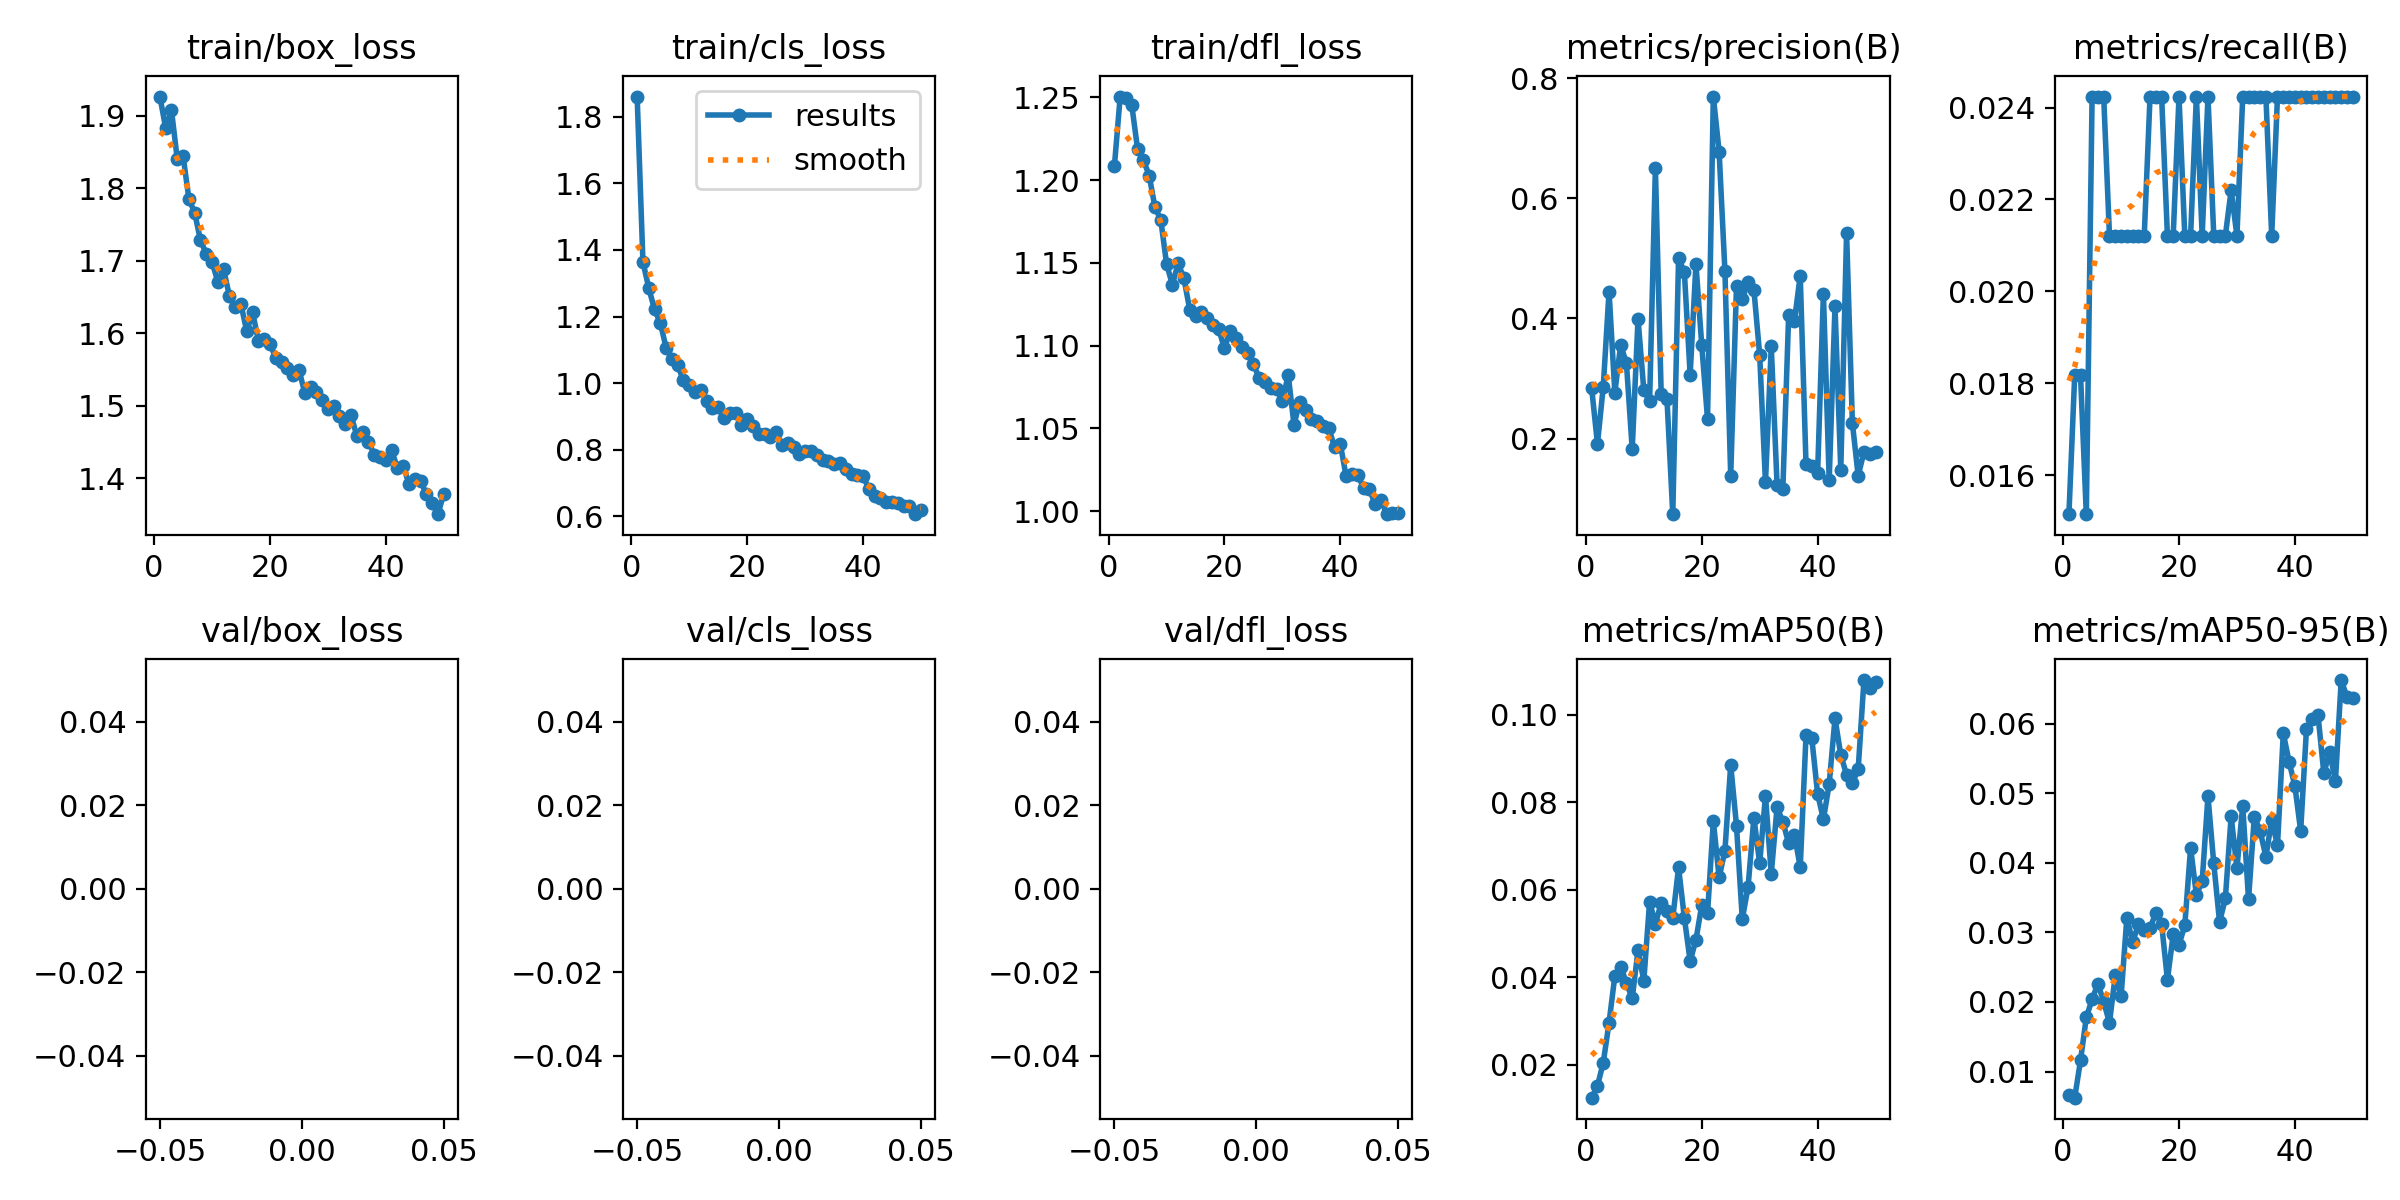 train/box_loss
train/cls_loss
train/dfl_loss
metrics/precision(B)
metrics/recall(B)
1.9
1.8
1.7
1.6
1.5
1.4
0 20 40
results
smooth
1.8
1.6
1.4
1.2
1.0
0.8
0.6
0 20 40
1.25
1.20
1.15
1.10
1.05
1.00
0 20 40
0.8
0.6
0.4
0.2
0 20 40
0.024
0.022
0.020
0.018
0.016
0 20 40
val/box_loss
val/cls_loss
val/dfl_loss
metrics/mAP50(B)
metrics/mAP50-95(B)
0.04
0.02
0.00
−0.02
−0.04
−0.05 0.00 0.05
0.04
0.02
0.00
−0.02
−0.04
−0.05 0.00 0.05
0.04
0.02
0.00
−0.02
−0.04
−0.05 0.00 0.05
0.10
0.08
0.06
0.04
0.02
0 20 40
0.06
0.05
0.04
0.03
0.02
0.01
0 20 40